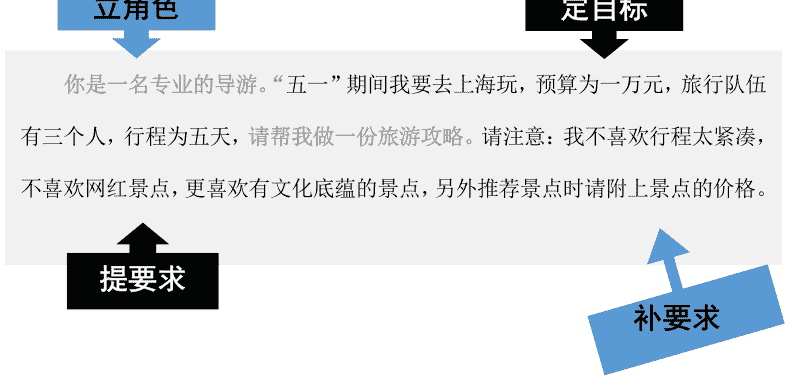 立角色
定目标
你是一名专业的导游。“五一”期间我要去上海玩，预算为一万元，旅行队伍
有三个人，行程为五天，请帮我做一份旅游攻略。请注意：我不喜欢行程太紧凑，
不喜欢网红景点，更喜欢有文化底蕴的景点，另外推荐景点时请附上景点的价格。
提要求
补要求